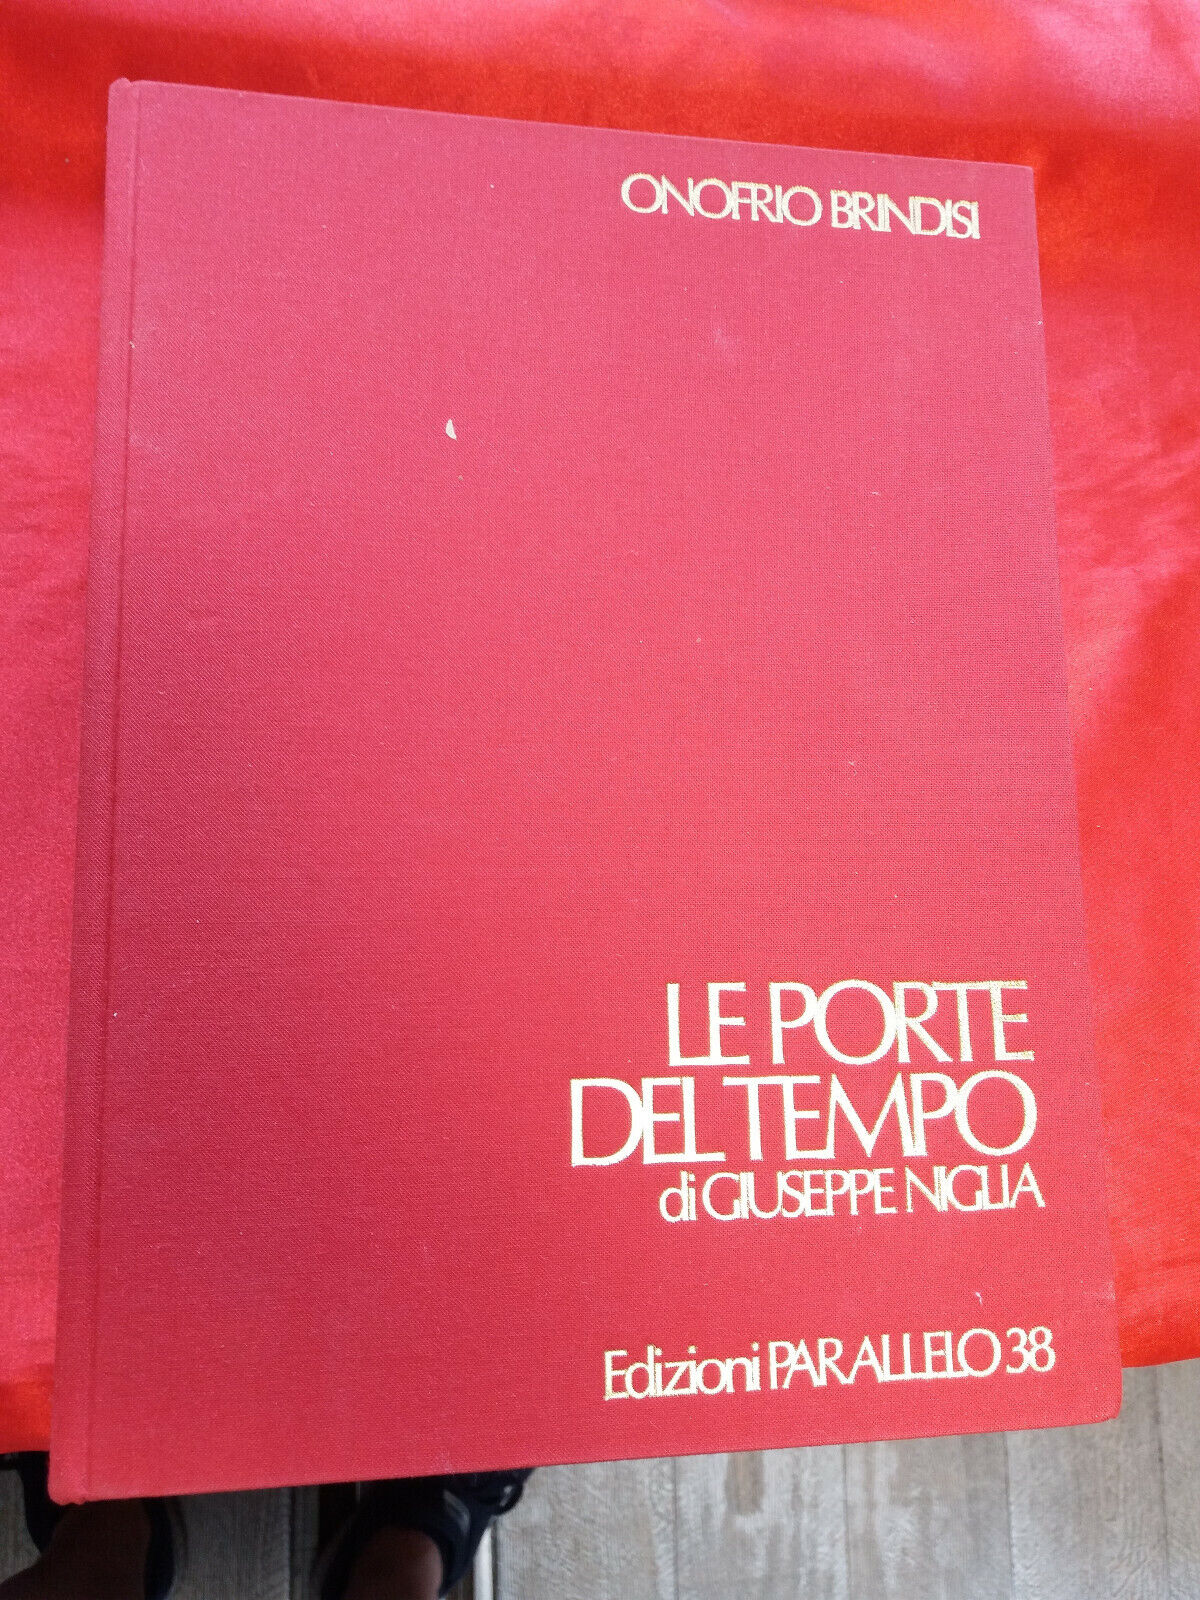 ONOFRIO BRINDISI
LE PORTE
DEL TEMPO
di GIUSEPPE NIGLIA
Edizioni PARALLELO 38